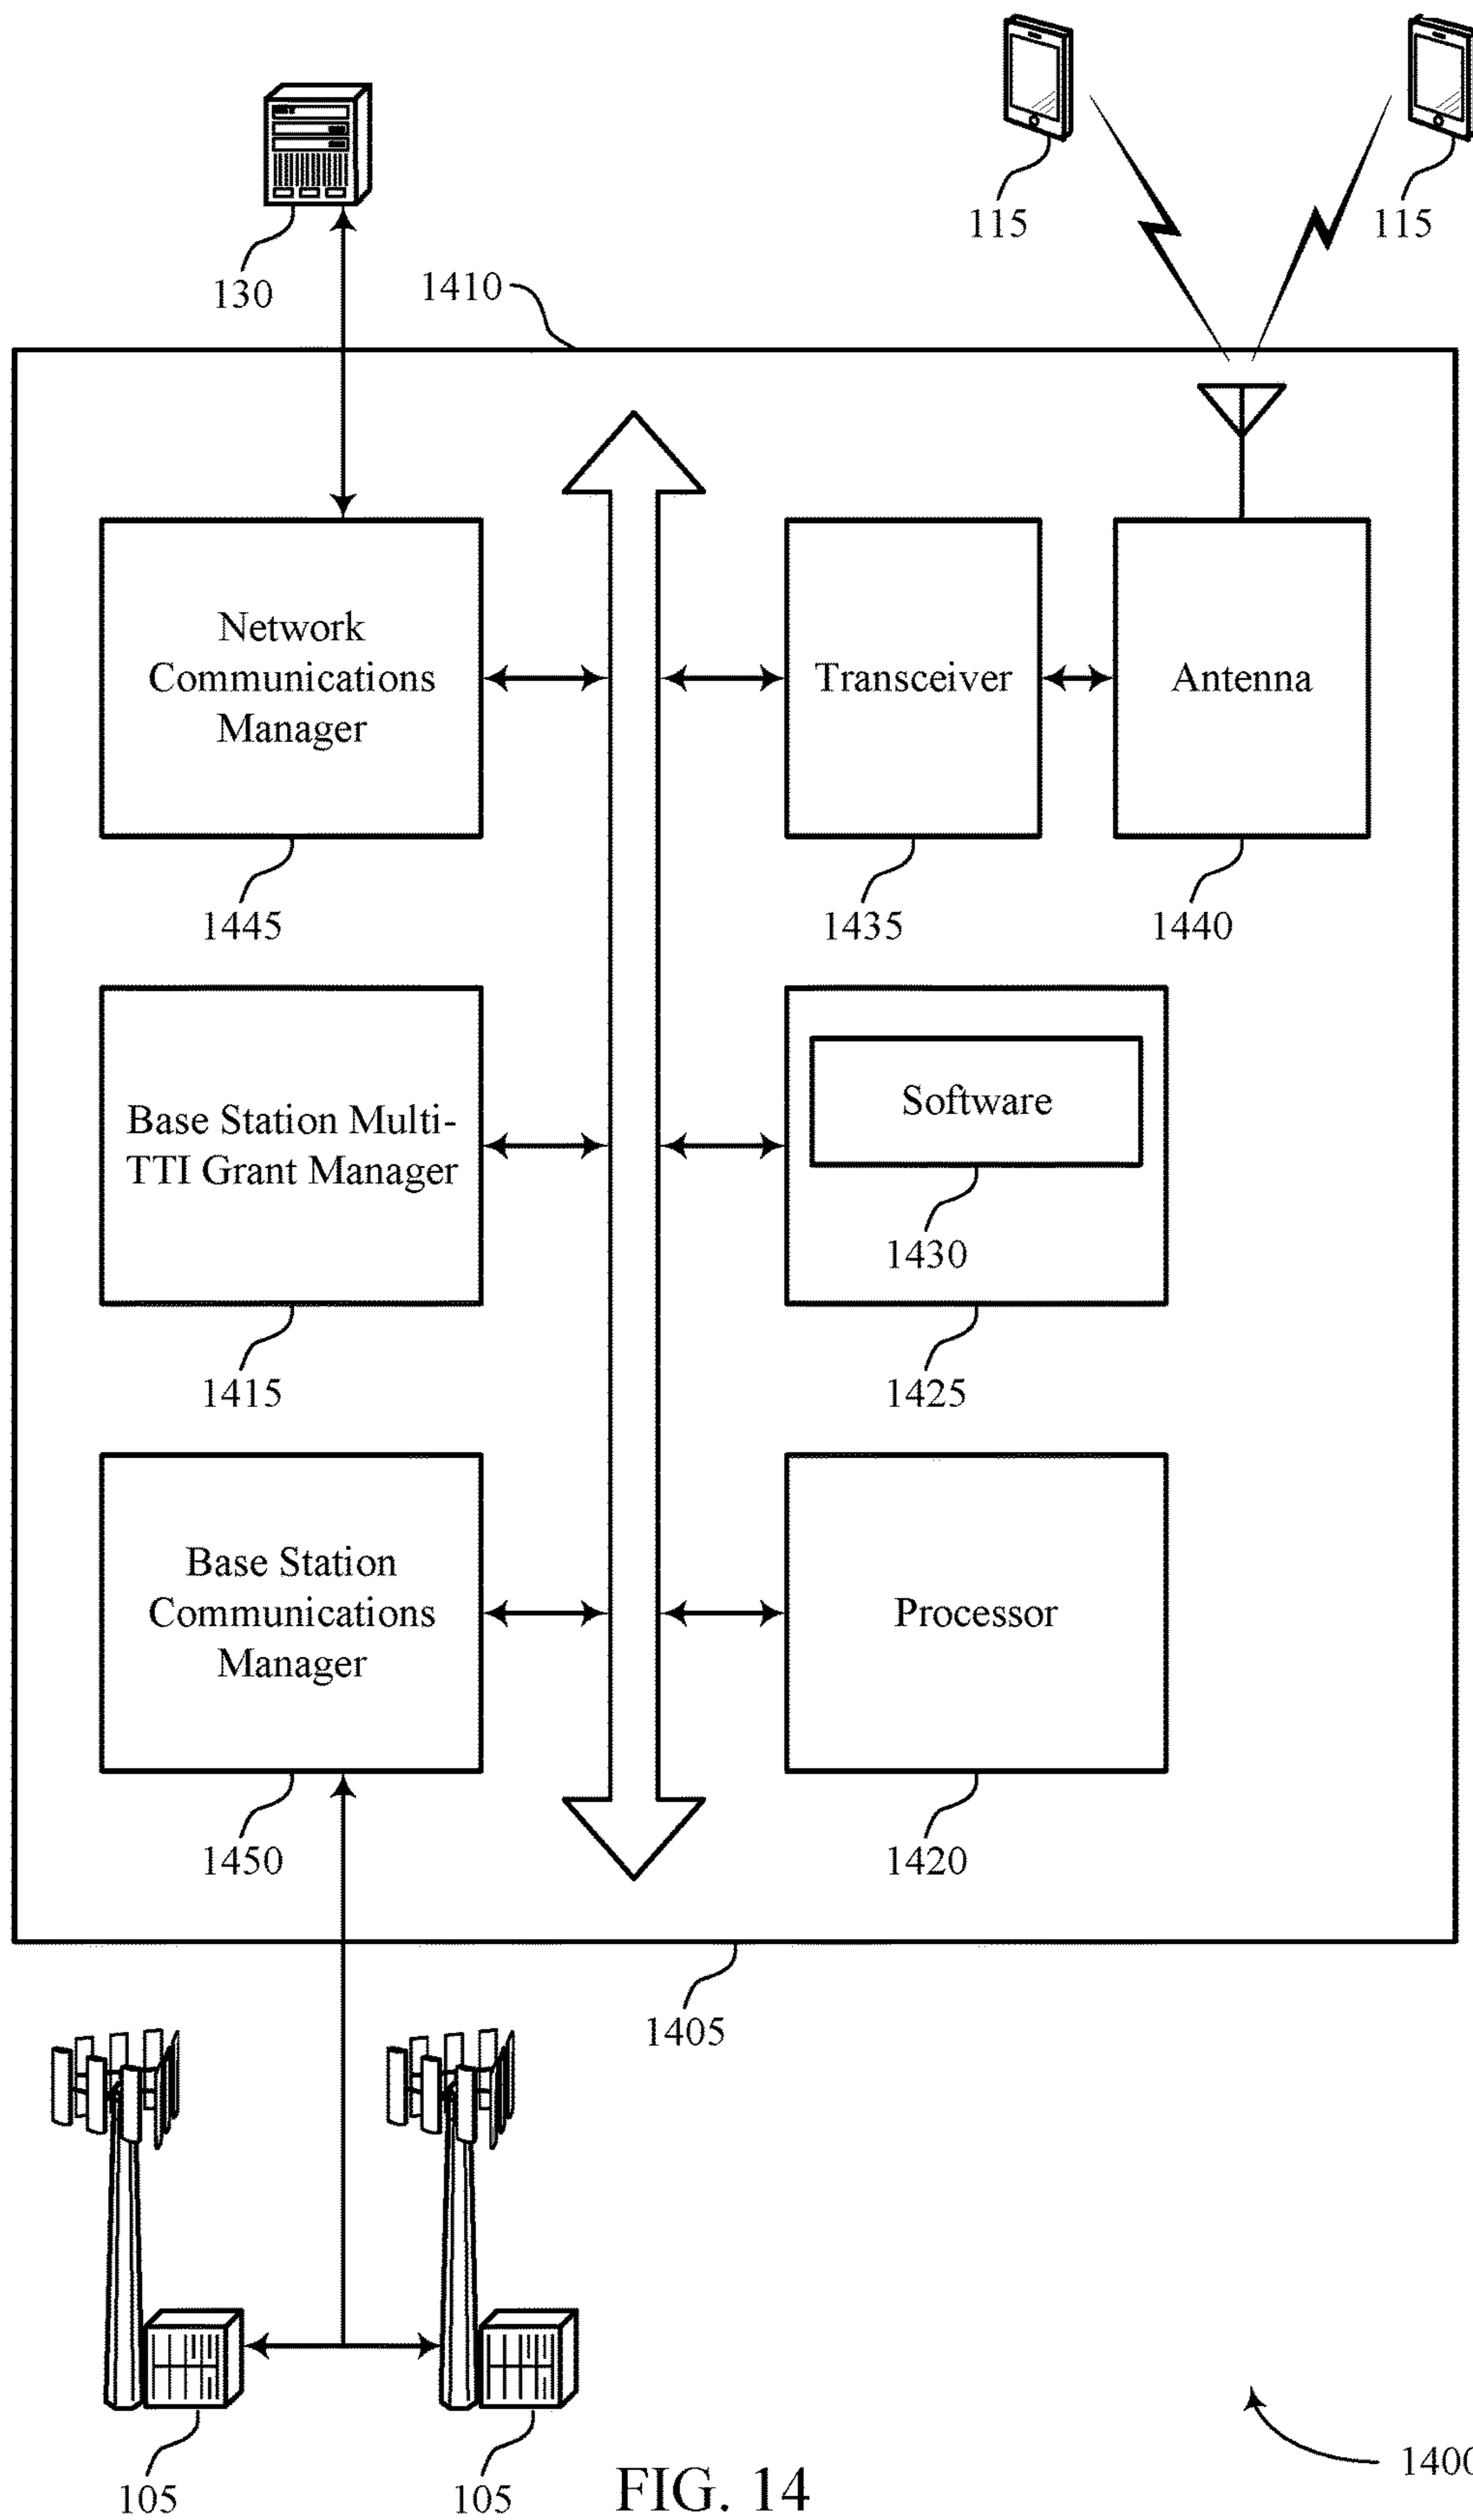 115
115
130
1410
Network
Communications
Manager
Transceiver
Antenna
1445
1435
1440
Base Station Multi-
TTI Grant Manager
Software
1430
1415
1425
Base Station
Communications
Manager
Processor
1450
1420
1405
105
105
FIG. 14
1400